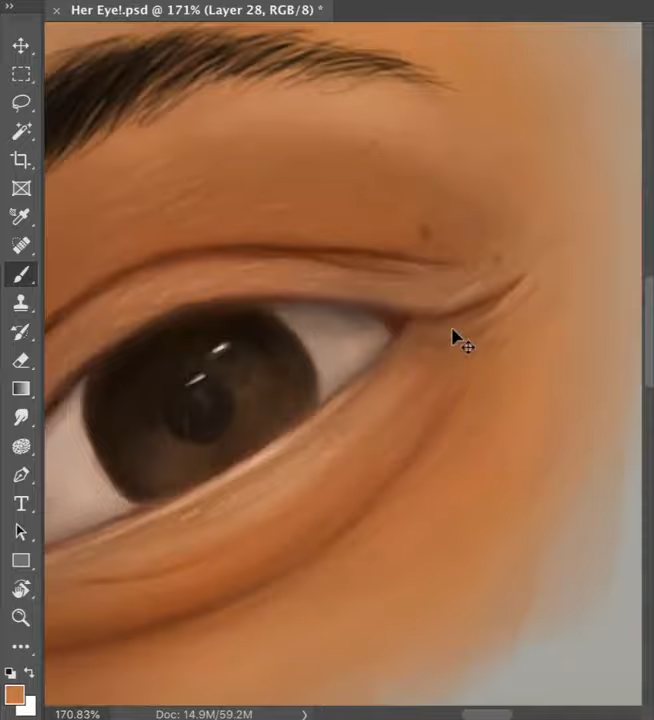 » 
× Her Eye!.psd @ 171% (Layer 28, RGB/8) *
T
170.83% Doc: 14.9M/59.2M